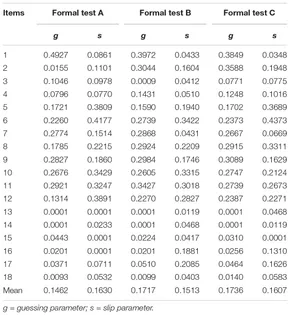 Items Formal test A Formal test B Formal test C
g s g s g s
1 0.4927 0.0861 0.3972 0.0433 0.3849 0.0348
2 0.0155 0.1101 0.3044 0.1604 0.3588 0.1948
3 0.1046 0.0978 0.0009 0.0412 0.0771 0.0775
4 0.0796 0.0770 0.1431 0.0510 0.1248 0.1016
5 0.1721 0.3809 0.1590 0.1940 0.1702 0.3689
6 0.2260 0.4177 0.2739 0.3422 0.2373 0.4373
7 0.2774 0.1514 0.2868 0.0431 0.2667 0.0669
8 0.1785 0.2215 0.2924 0.2209 0.2915 0.3311
9 0.2827 0.1860 0.2984 0.1746 0.3089 0.1629
10 0.2676 0.3429 0.2605 0.3315 0.2747 0.2124
11 0.2921 0.3247 0.3427 0.3018 0.2739 0.2673
12 0.1314 0.3891 0.2270 0.2827 0.2387 0.2271
13 0.0001 0.0001 0.0001 0.0119 0.0001 0.0468
14 0.0001 0.0233 0.0001 0.0468 0.0001 0.0119
15 0.0443 0.0001 0.0224 0.0417 0.0310 0.0001
16 0.0201 0.0001 0.0201 0.1881 0.0256 0.1310
17 0.0371 0.0711 0.0510 0.2085 0.0464 0.1626
18 0.0093 0.0532 0.0099 0.0403 0.0140 0.0583
Mean 0.1462 0.1630 0.1717 0.1513 0.1736 0.1607
g = guessing parameter; s = slip parameter.